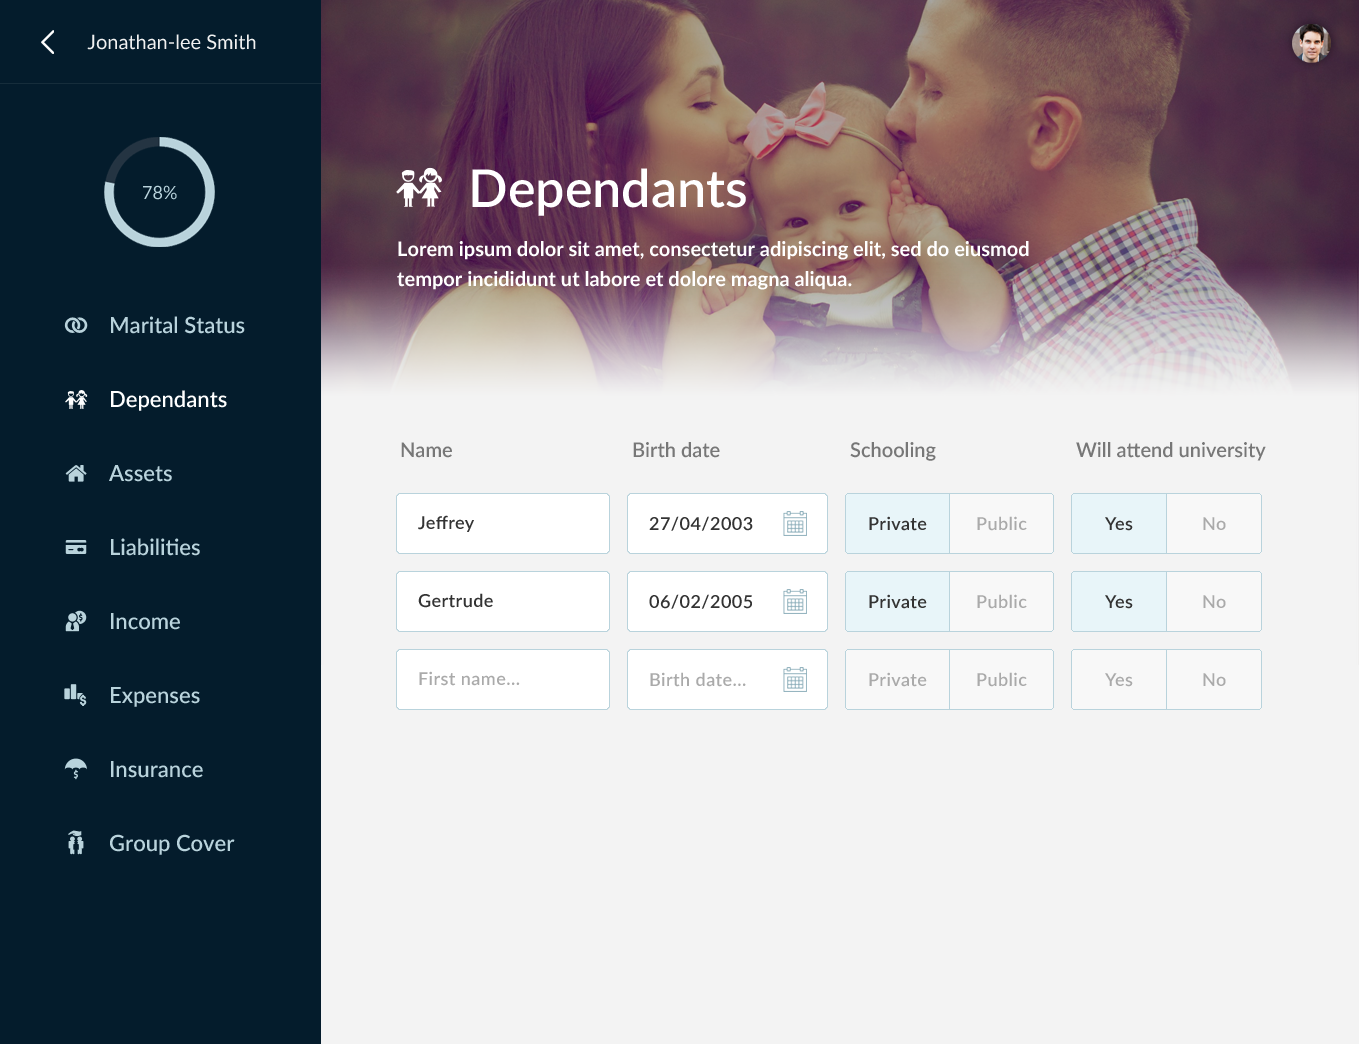 Jonathan-lee Smith
78%
Marital Status
Dependants
Assets
Liabilities
Income
Expenses
Insurance
Group Cover
Dependants
Lorem ipsum dolor sit amet, consectetur adipiscing elit, sed do eiusmod
tempor incididunt ut labore et dolore magna aliqua.
Name Birth date Schooling Will attend university
Jeffrey 27/04/2003 Private Public Yes No
Gertrude 06/02/2005 Private Public Yes No
First name... Birth date... Private Public Yes No